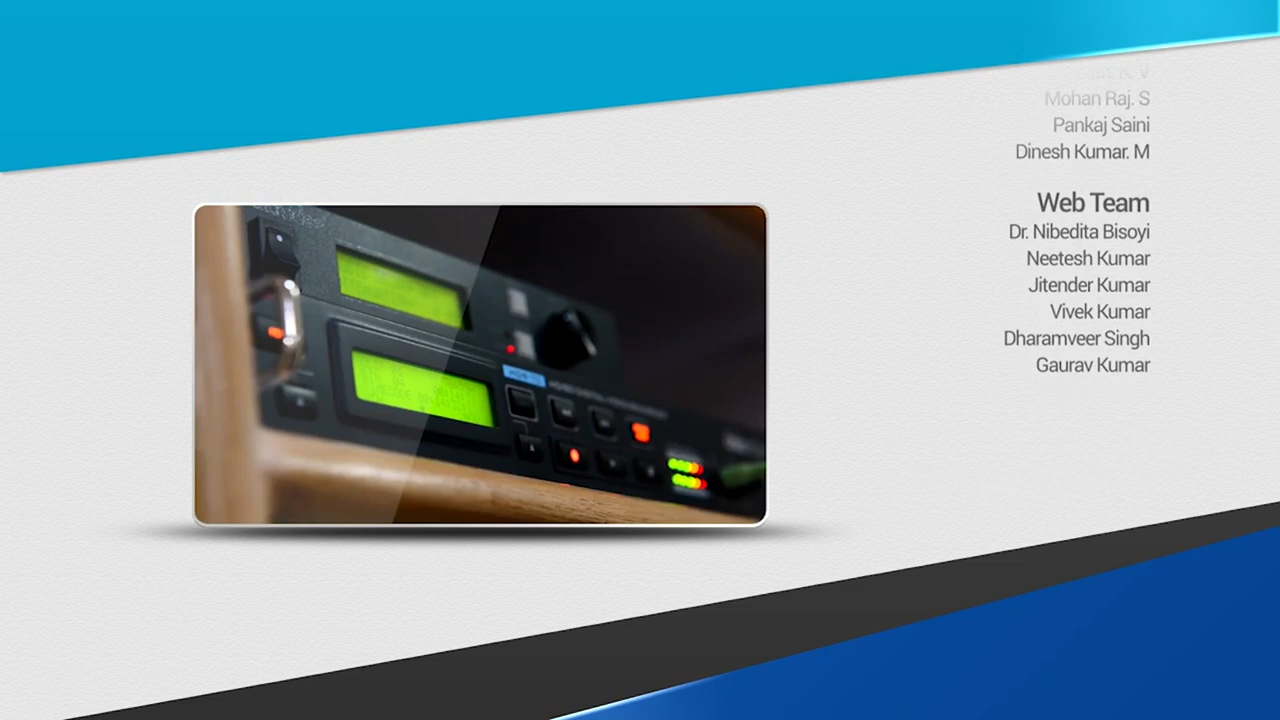 Mohan Raj. S
Pankaj Saini
Dinesh Kumar. M
Web Team
Dr. Nibedita Bisoyi
Neetesh Kumar
Jitender Kumar
Vivek Kumar
Dharamveer Singh
Gaurav Kumar